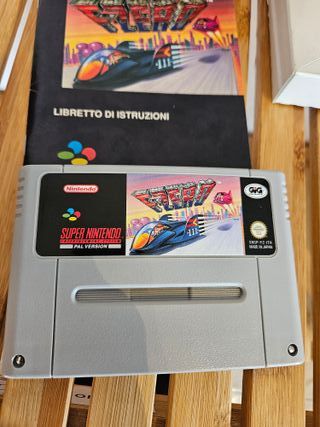 LIBRETTO DI ISTRUZIONI
Nintendo
SUPER NINTENDO
ENTERTAINMENT SYSTEM
PAL VERSION
GIG
SNSP-FZ ITA
MADE IN JAPAN